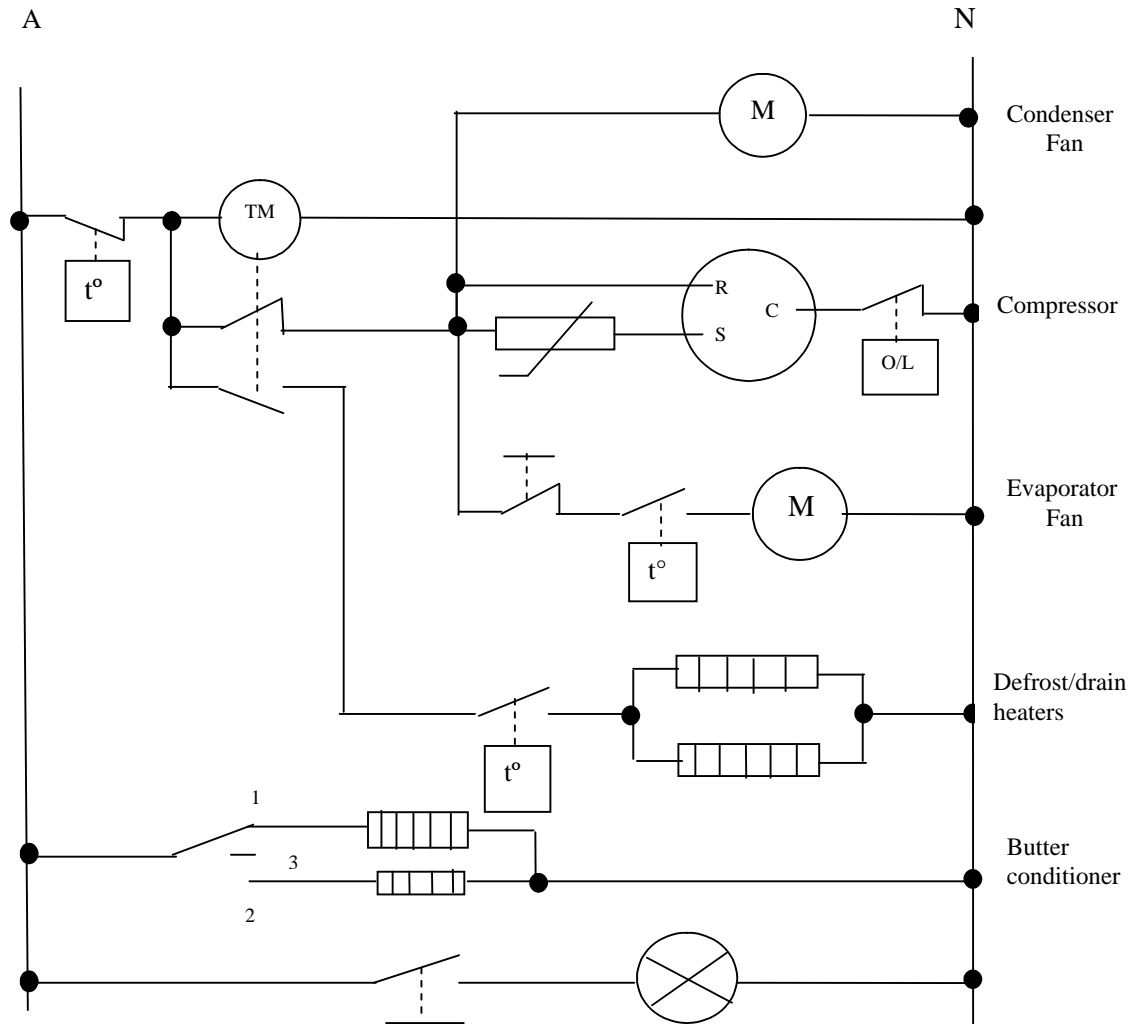 A
N
M
Condenser
Fan
TM
t°
R
C
S
O/L
Compressor
M
Evaporator
Fan
t°
Defrost/drain
heaters
t°
1
3
2
Butter
conditioner